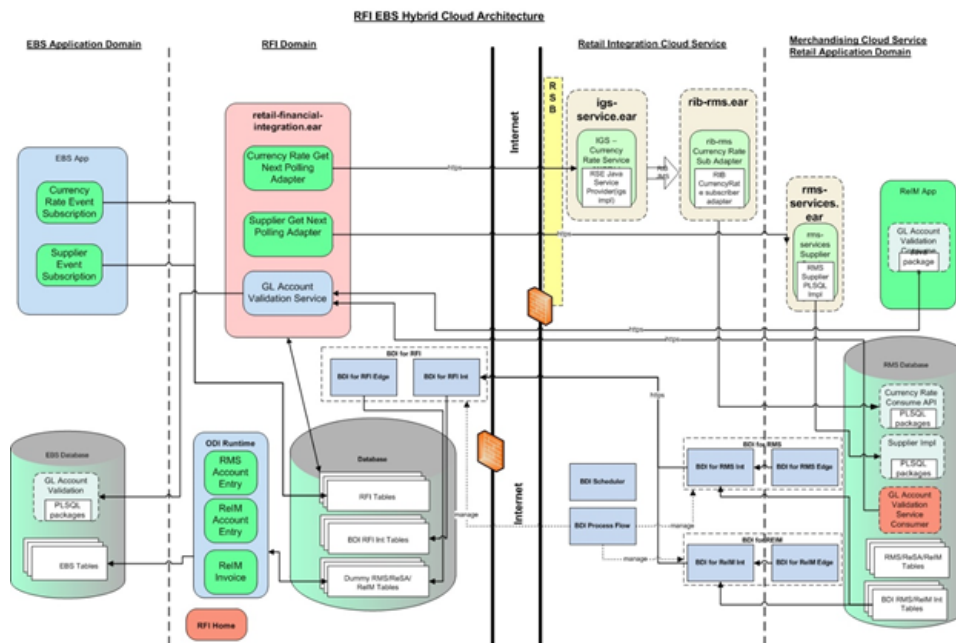 RFI EBS Hybrid Cloud Architecture
EBS Application Domain
RFI Domain
Retail Integration Cloud Service
Merchandising Cloud Service
Retail Application Domain
Internet
R
S
B
retail-financial-
integration.ear
Currency Rate Get
Next Polling
Adapter
Supplier Get Next
Polling Adapter
GL Account
Validation Service
EBS App
Currency
Rate Event
Subscription
Supplier
Event
Subscription
igs-
service.ear
IGS –
Currency
Rate Service
RSE Java
Service
Provider(igs
impl)
RIB
JMS
rib-rms.ear
rib-rms
Currency Rate
Sub Adapter
RIB
CurrencyRat
e subscriber
adapter
rms-
services.
ear
rms-
services
Supplier
RMS
Supplier
PLSQL
Impl
ReIM App
GL Account
Validation
Consume
Java
package
https
https
https
https
https
BDI for RFI
BDI for RFI Edge
BDI for RFI Int
RMS Database
Currency Rate
Consume API
PLSQL
packages
Supplier Impl
PLSQL
packages
GL Account
Validation
Service
Consumer
RMS/ReSA/ReIM
Tables
BDI RMS/ReIM Int
Tables
EBS Database
GL Account
Validation
PLSQL
packages
EBS Tables
ODI Runtime
RMS
Account
Entry
ReIM
Account
Entry
ReIM
Invoice
RFI Home
Database
RFI Tables
BDI RFI Int Tables
Dummy RMS/ReSA/
ReIM Tables
Internet
manage
BDI Scheduler
BDI Process Flow
manage
manage
BDI for RMS
BDI for RMS Int
BDI for RMS Edge
BDI for REIM
BDI for ReIM Int
BDI for ReIM Edge